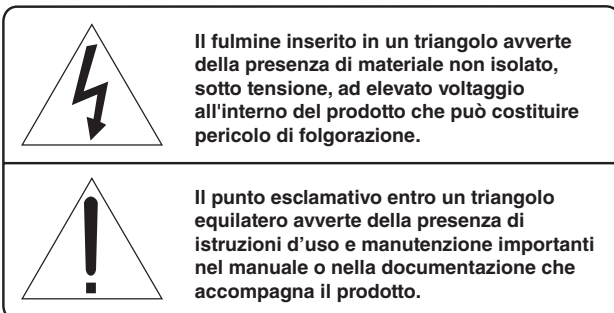 Il fulmine inserito in un triangolo avverte
della presenza di materiale non isolato,
sotto tensione, ad elevato voltaggio
all'interno del prodotto che può costituire
pericolo di folgorazione.
Il punto esclamativo entro un triangolo
equilatero avverte della presenza di
istruzioni d’uso e manutenzione importanti
nel manuale o nella documentazione che
accompagna il prodotto.